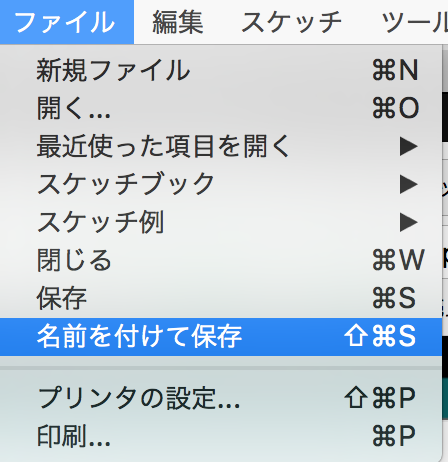 ファイル 編集 スケッチ ツール
新規ファイル ⌘N
開く... ⌘O
最近使った項目を開く ▶
スケッチブック ▶
スケッチ例 ▶
閉じる ⌘W
保存 ⌘S
名前を付けて保存 ⇧⌘S
プリンタの設定... ⇧⌘P
印刷... ⌘P